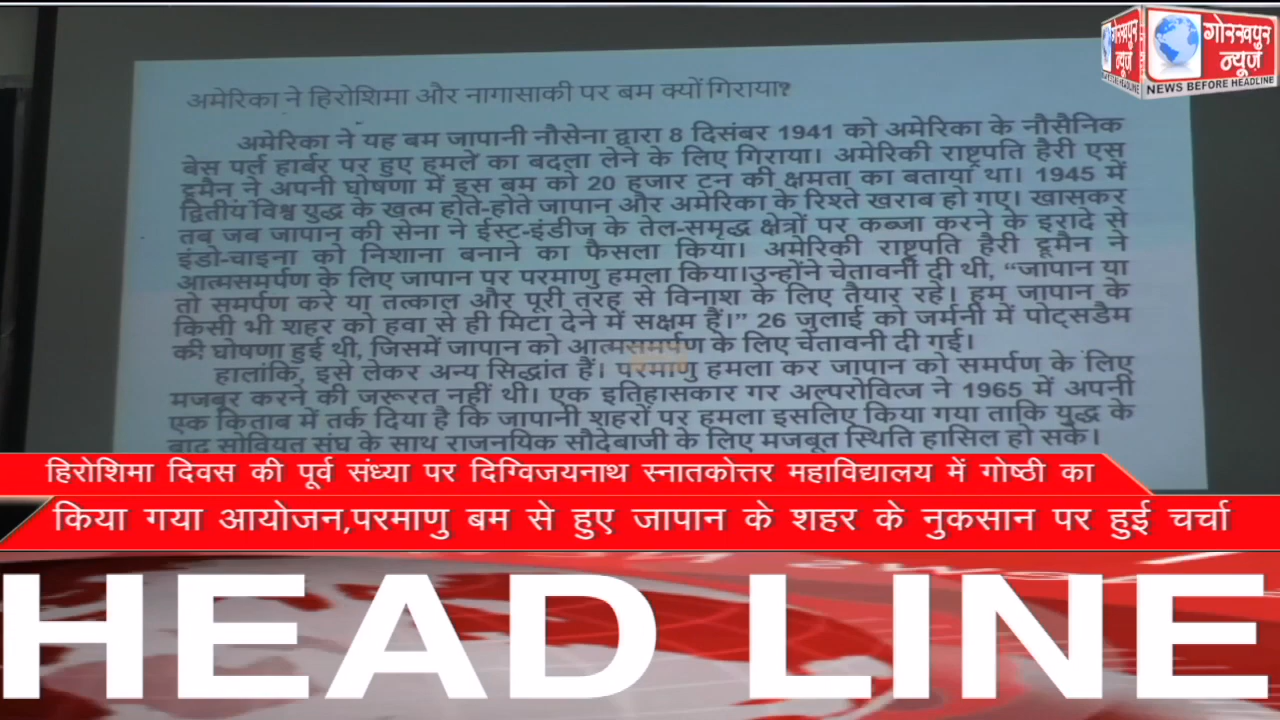 गोरखपुर
न्यूज़
गोरखपुर
न्यूज़
NEWS BEFORE HEADLINE
अमेरिका ने हिरोशिमा और नागासाकी पर बम क्यों गिराया?
अमेरिका ने यह बम जापानी नौसेना द्वारा 8 दिसंबर 1941 को अमेरिका के नौसैनिक
बेस पर्ल हार्बर पर हुए हमले का बदला लेने के लिए गिराया। अमेरिकी राष्ट्रपति हैरी एस
ट्रूमैन ने अपनी घोषणा में इस बम को 20 हजार टन की क्षमता का बताया था। 1945 में
द्वितीय विश्व युद्ध के खत्म होते-होते जापान और अमेरिका के रिश्ते खराब हो गए। खासकर
तब जब जापान की सेना ने ईस्ट-इंडीज के तेल-समृद्ध क्षेत्रों पर कब्जा करने के इरादे से
इंडो-चाइना को निशाना बनाने का फैसला किया। अमेरिकी राष्ट्रपति हैरी ट्रूमैन ने
आत्मसमर्पण के लिए जापान पर परमाणु हमला किया।उन्होंने चेतावनी दी थी, “जापान या
तो समर्पण करे या तत्काल और पूरी तरह से विनाश के लिए तैयार रहे। हम जापान के
किसी भी शहर को हवा से ही मिटा देने में सक्षम हैं।” 26 जुलाई को जर्मनी में पोट्सडैम
की घोषणा हुई थी, जिसमें जापान को आत्मसमर्पण के लिए चेतावनी दी गई।
हालांकि, इसे लेकर अन्य सिद्धांत हैं। परमाणु हमला कर जापान को समर्पण के लिए
मजबूर करने की जरूरत नहीं थी। एक इतिहासकार गर अल्परोवित्ज ने 1965 में अपनी
एक किताब में तर्क दिया है कि जापानी शहरों पर हमला इसलिए किया गया ताकि युद्ध के
बाद सोवियत संघ के साथ राजनयिक सौदेबाजी के लिए मजबूत स्थिति हासिल हो सके।
हिरोशिमा दिवस की पूर्व संध्या पर दिग्विजयनाथ स्नातकोत्तर महाविद्यालय में गोष्ठी का
किया गया आयोजन,परमाणु बम से हुए जापान के शहर के नुकसान पर हुई चर्चा
HEAD LINE